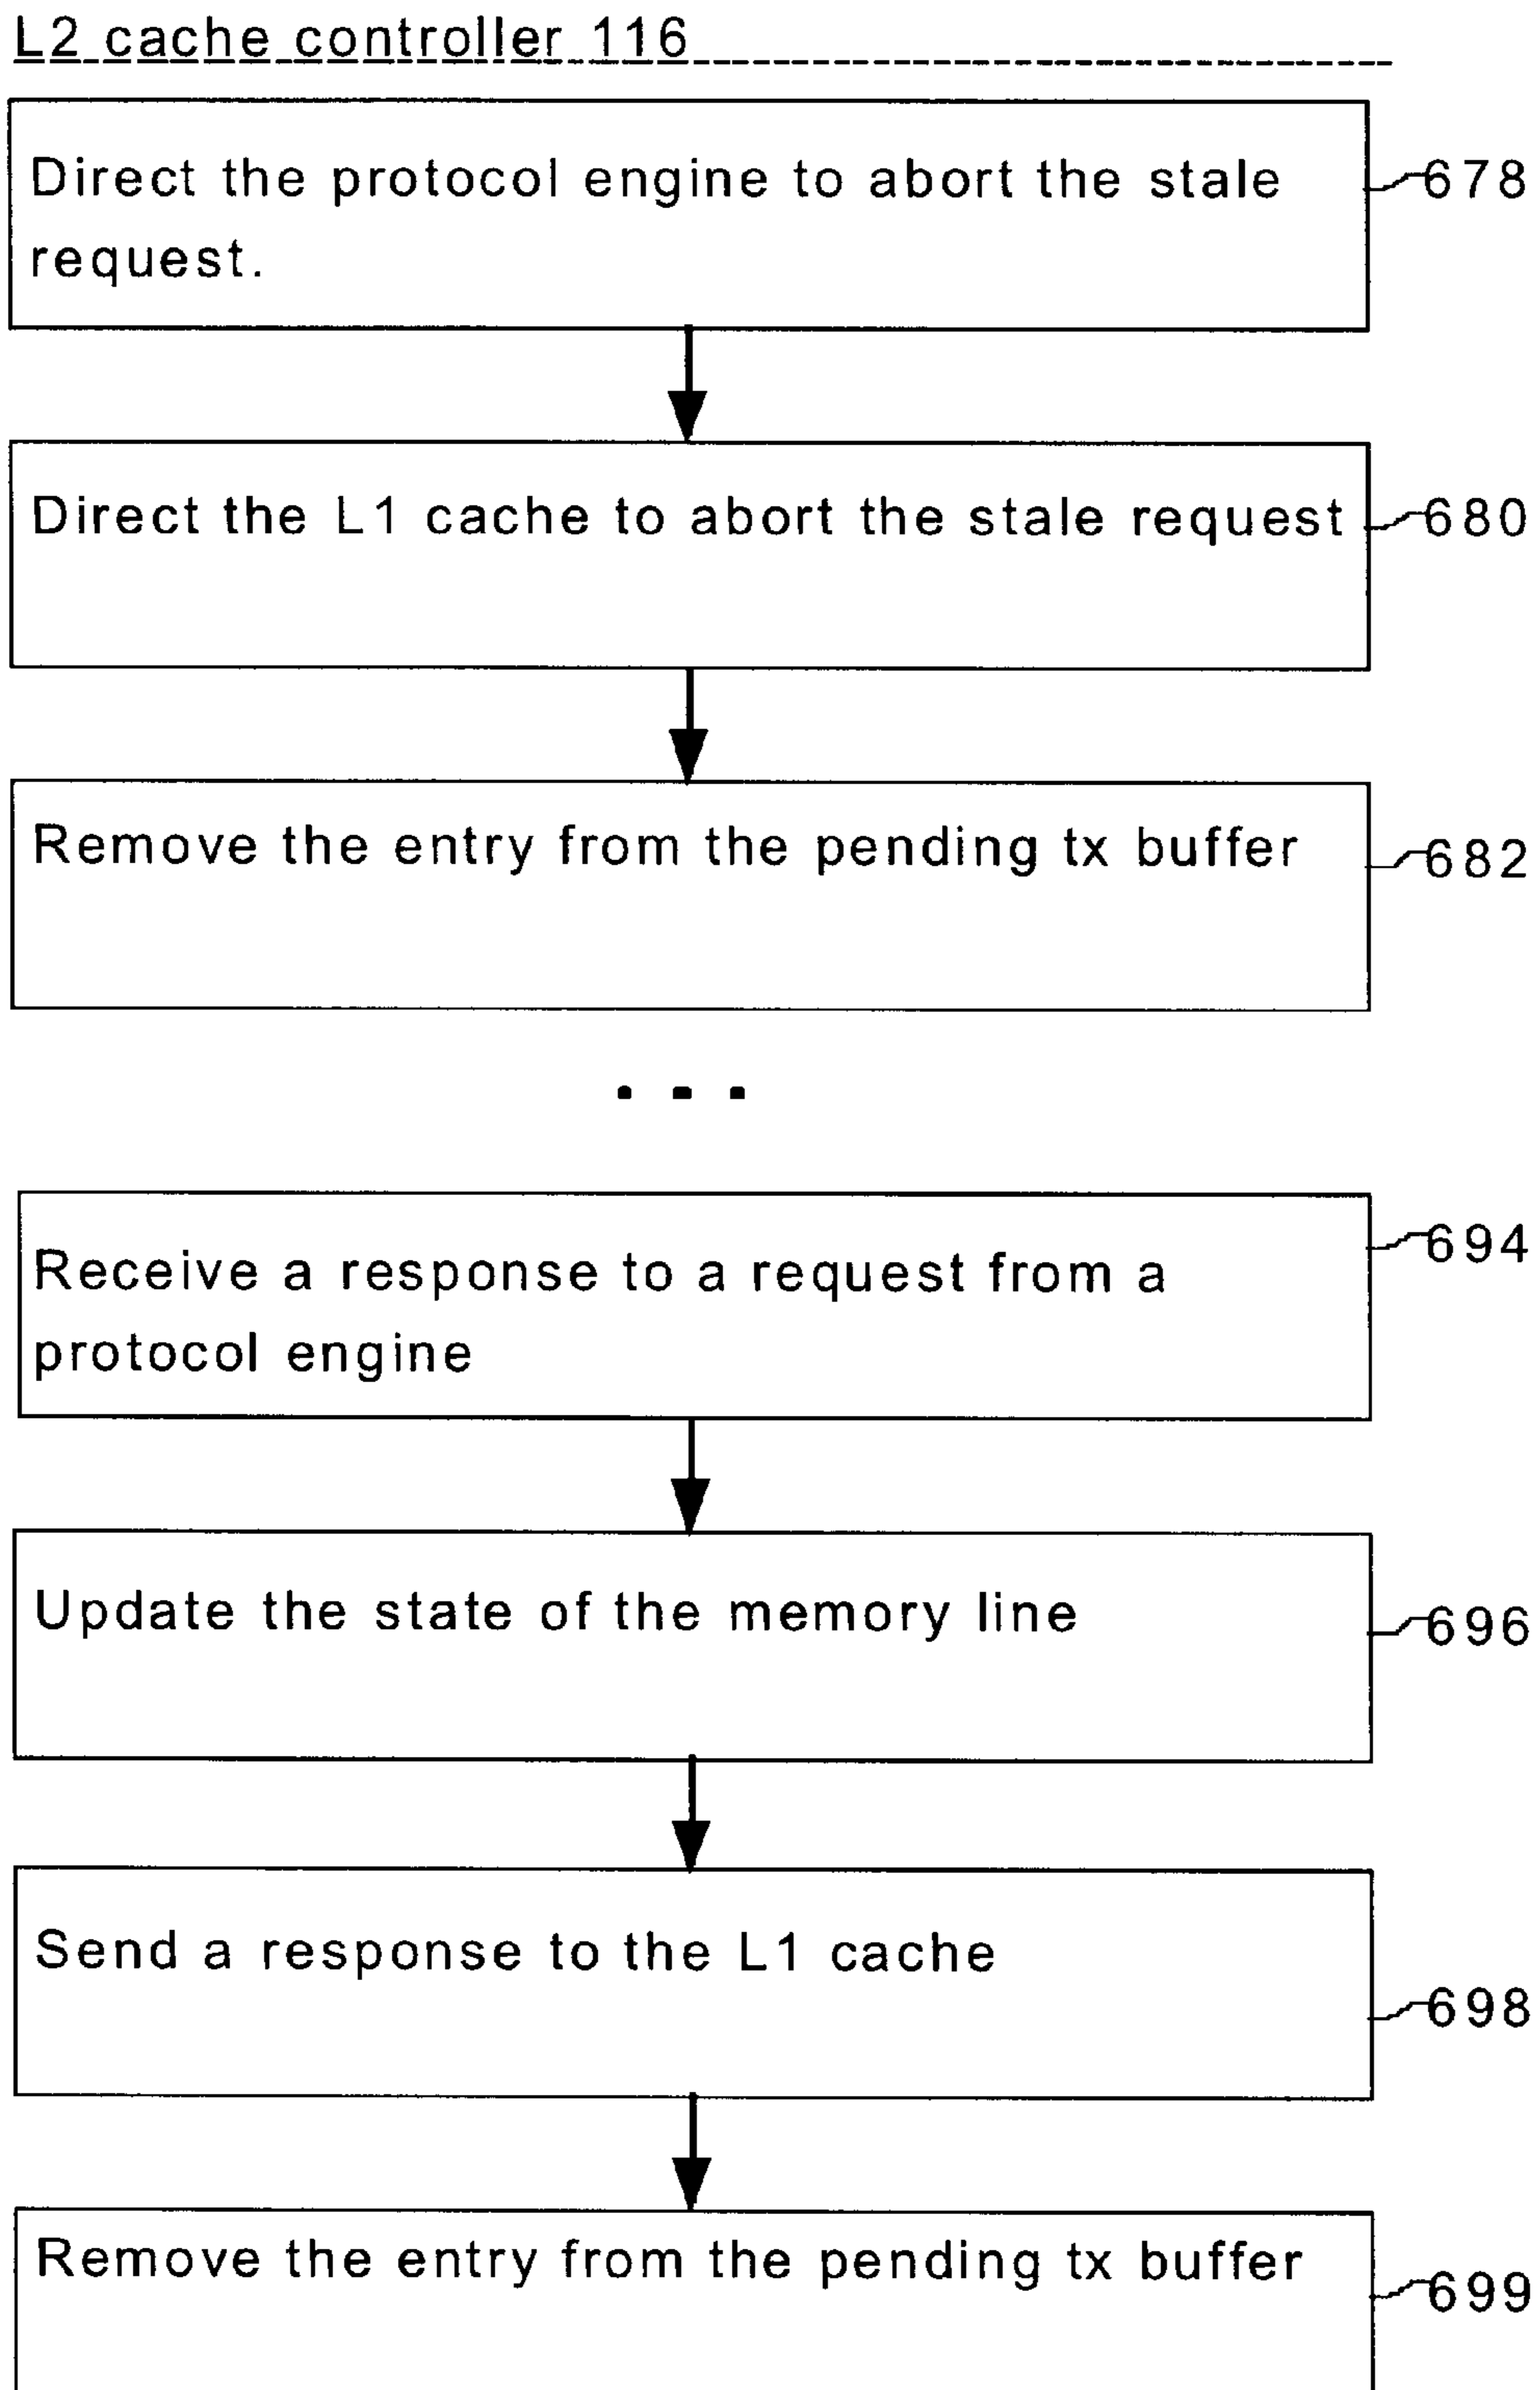 L2 cache controller 116
Direct the protocol engine to abort the stale
request.
678
Direct the L1 cache to abort the stale request
680
Remove the entry from the pending tx buffer
682
. . .
Receive a response to a request from a
protocol engine
694
Update the state of the memory line
696
Send a response to the L1 cache
698
Remove the entry from the pending tx buffer
699